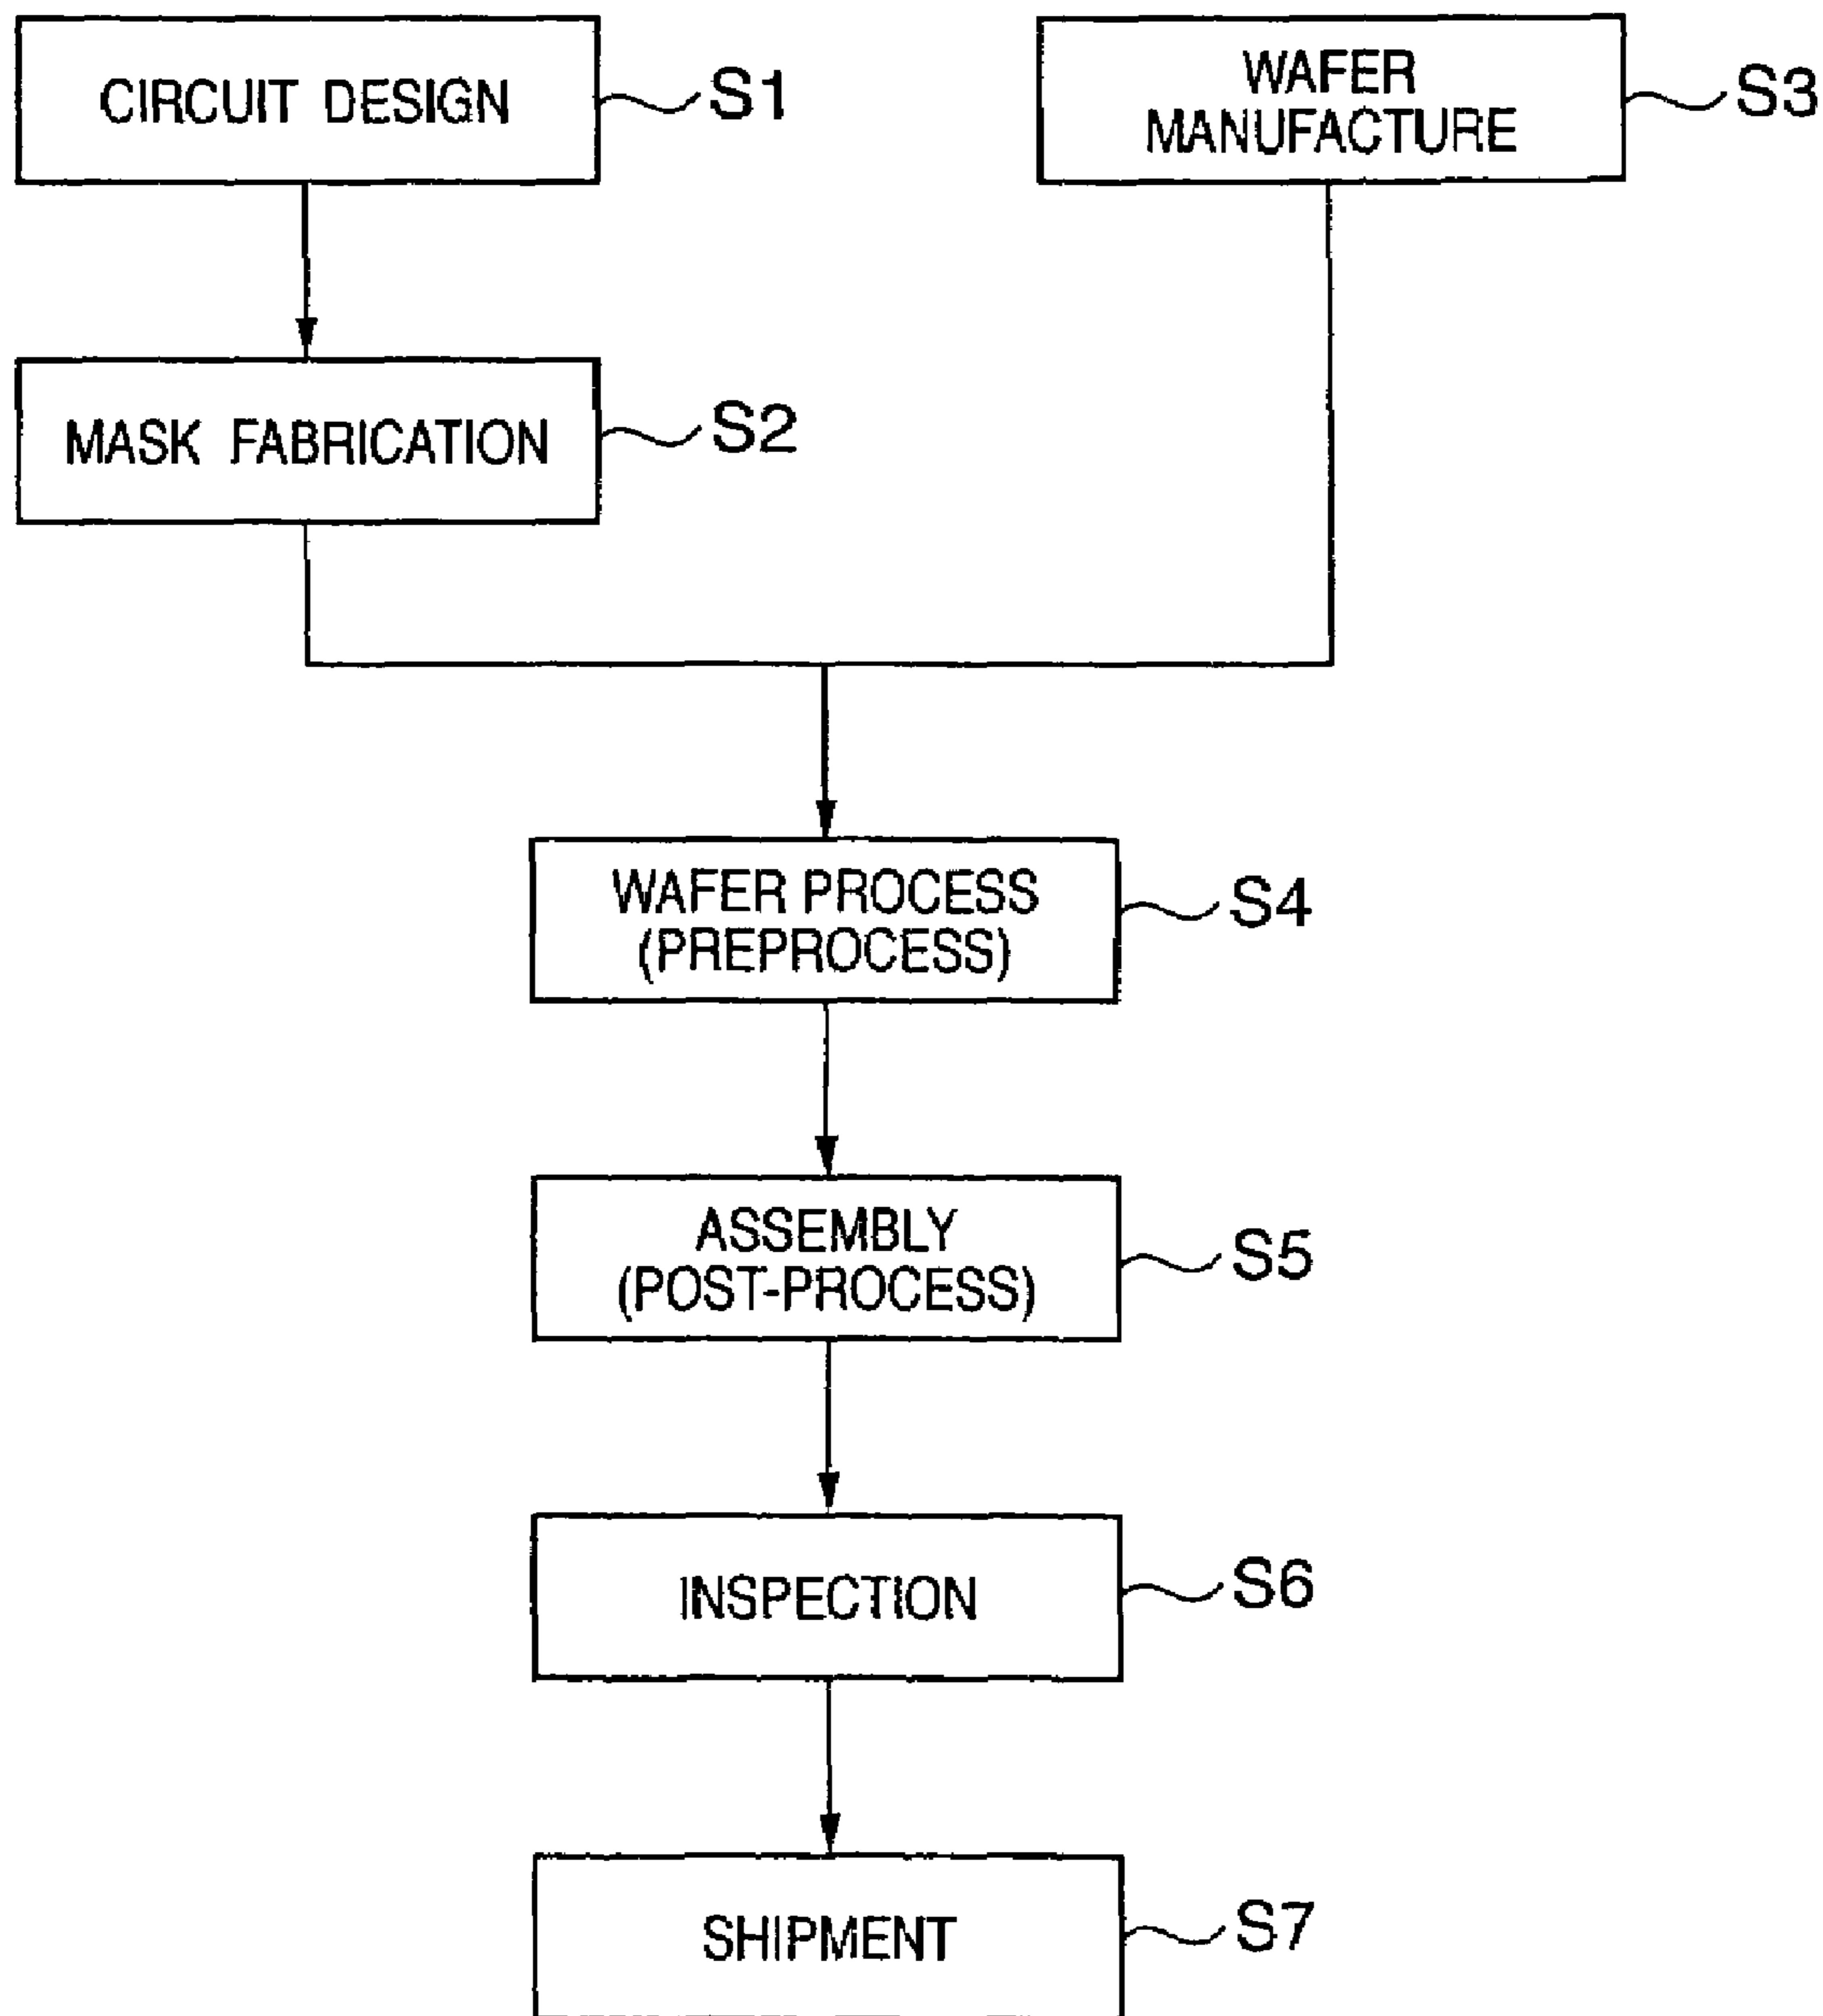 CIRCUIT DESIGN
S1
WAFER
MANUFACTURE
S3
MASK FABRICATION
S2
WAFER PROCESS
(PREPROCESS)
S4
ASSEMBLY
(POST-PROCESS)
S5
INSPECTION
S6
SHIPMENT
S7